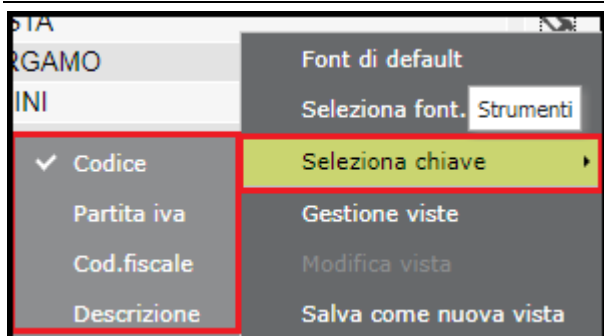 RGAMO
INI
Font di default
Seleziona font.
Strumenti
Seleziona chiave
Gestione viste
Modifica vista
Salva come nuova vista
Codice
Partita iva
Cod.fiscale
Descrizione